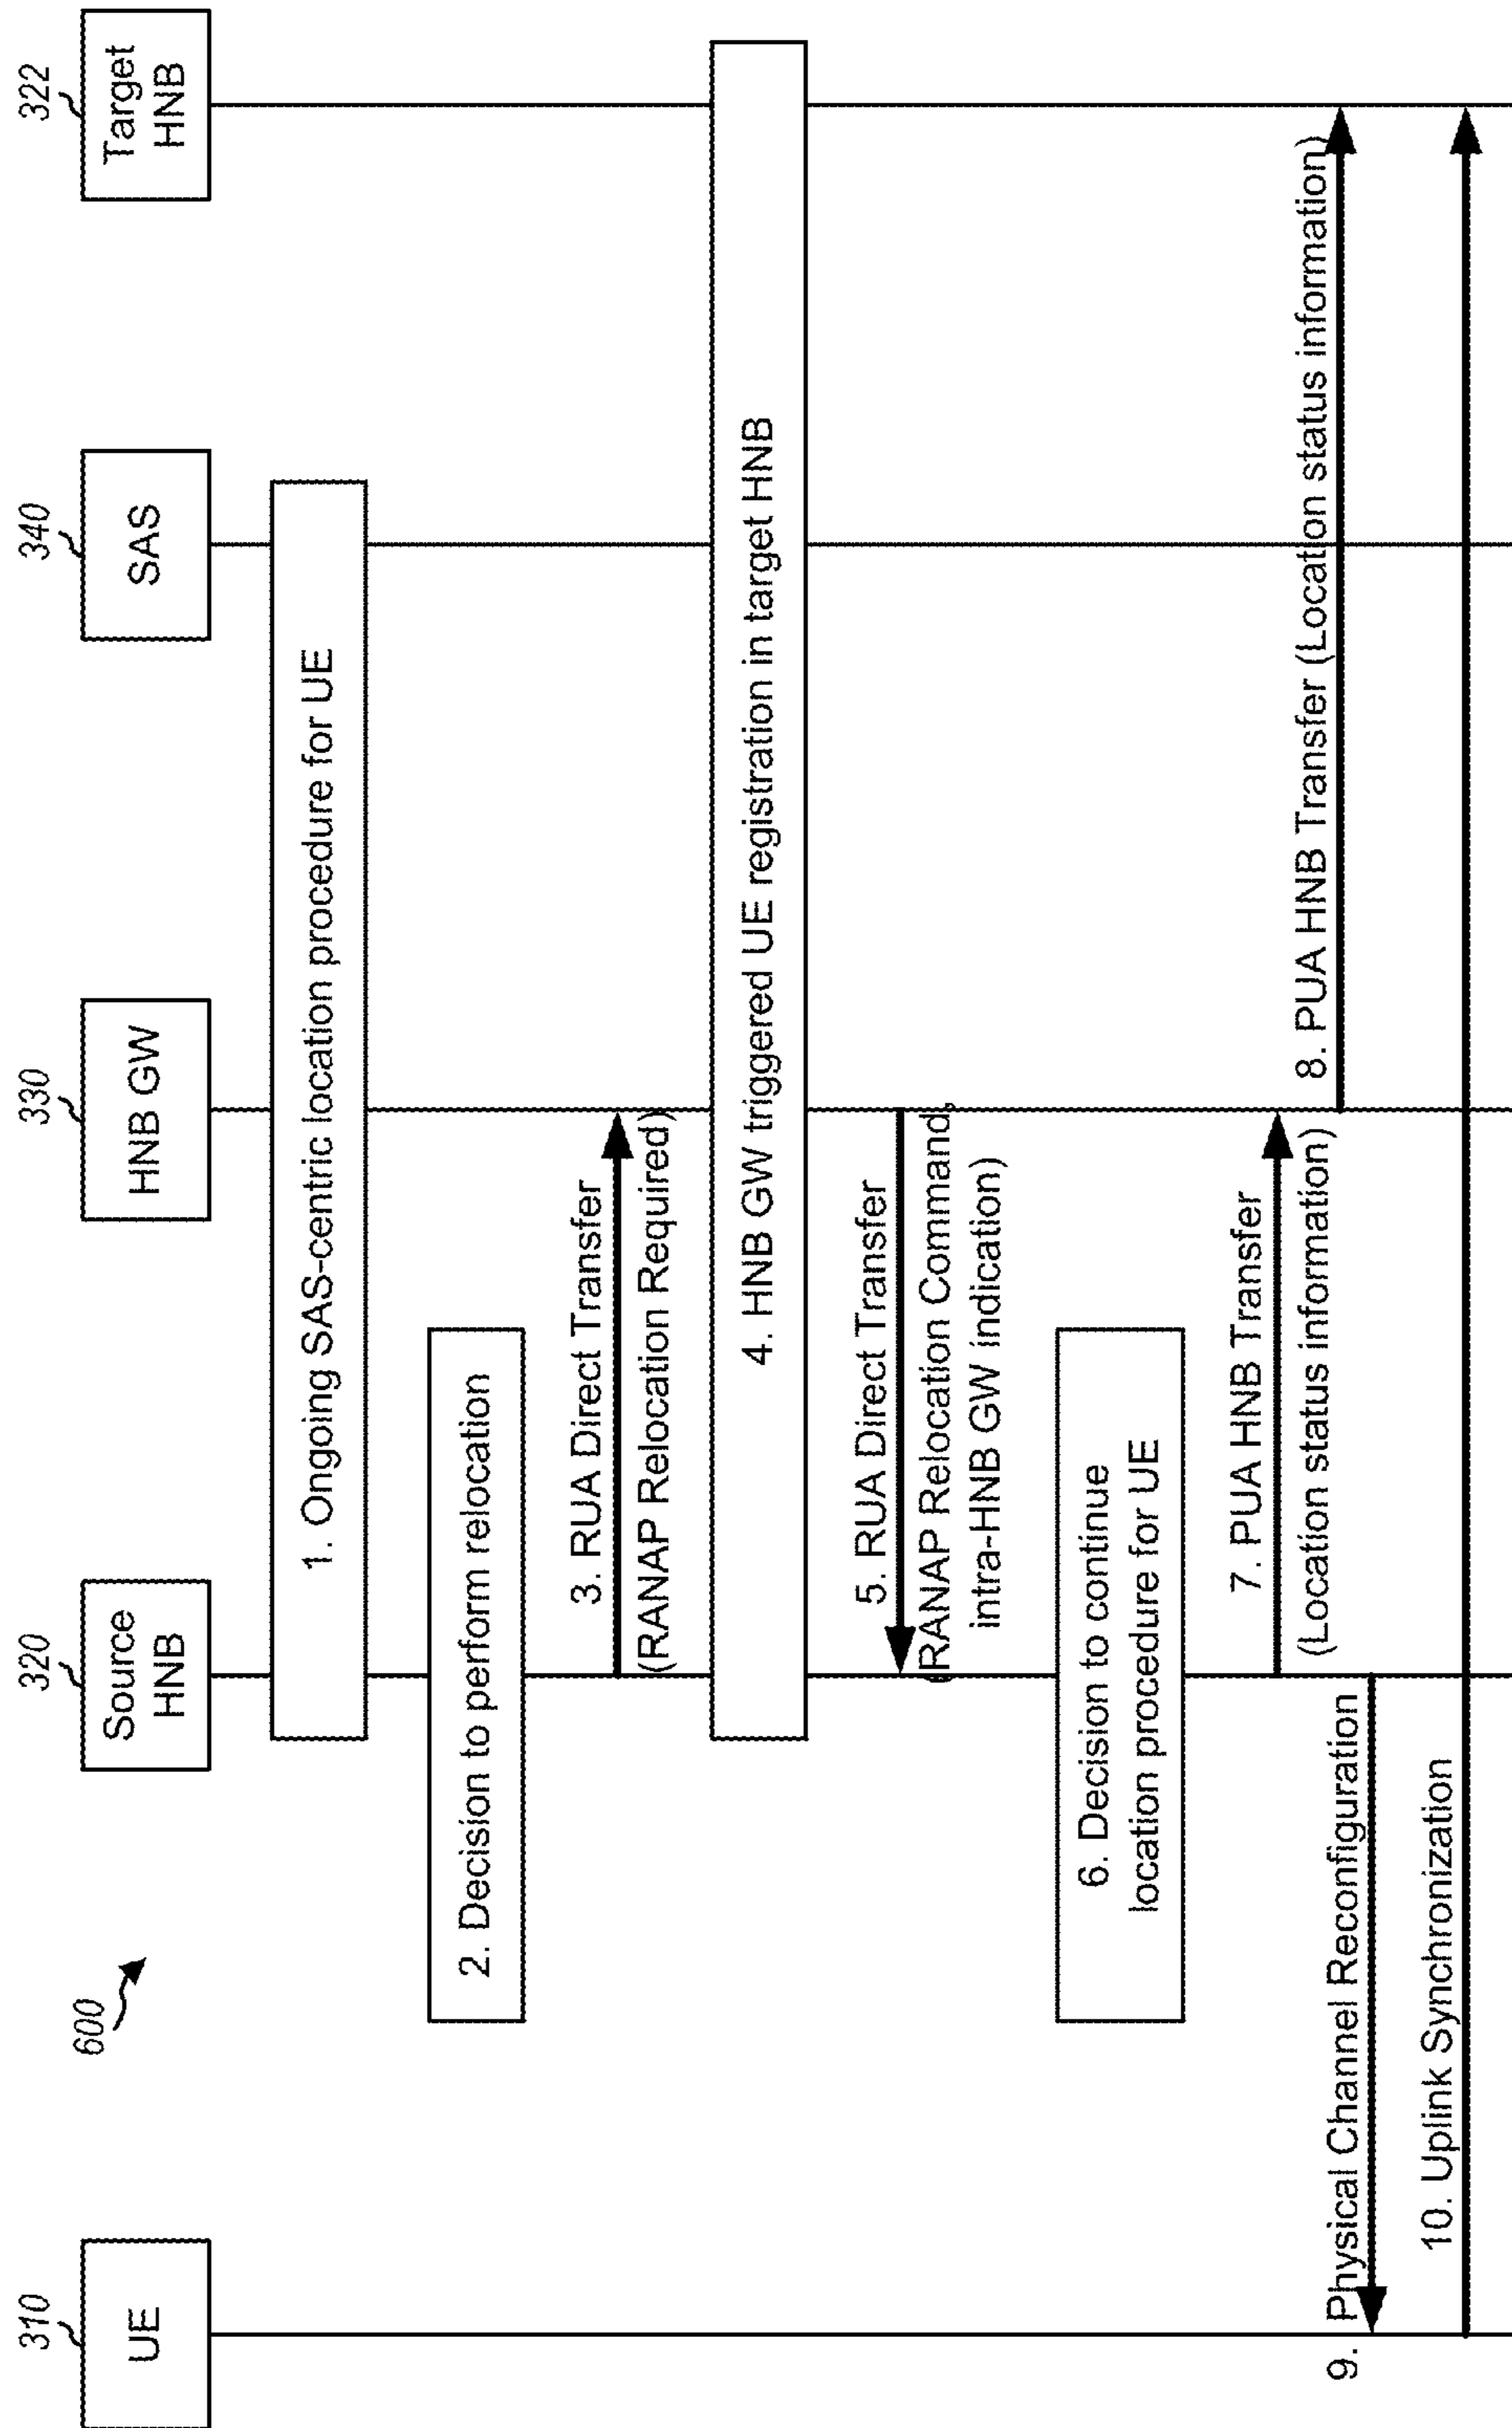 600
310
UE
320
Source
HNB
330
HNB GW
340
SAS
322
Target
HNB
1. Ongoing SAS-centric location procedure for UE
2. Decision to perform relocation
3. RUA Direct Transfer
(RANAP Relocation Required)
4. HNB GW triggered UE registration in target HNB
5. RUA Direct Transfer
(RANAP Relocation Command,
intra-HNB GW indication)
6. Decision to continue
location procedure for UE
7. PUA HNB Transfer
(Location status information)
8. PUA HNB Transfer (Location status information)
9. Physical Channel Reconfiguration
10. Uplink Synchronization